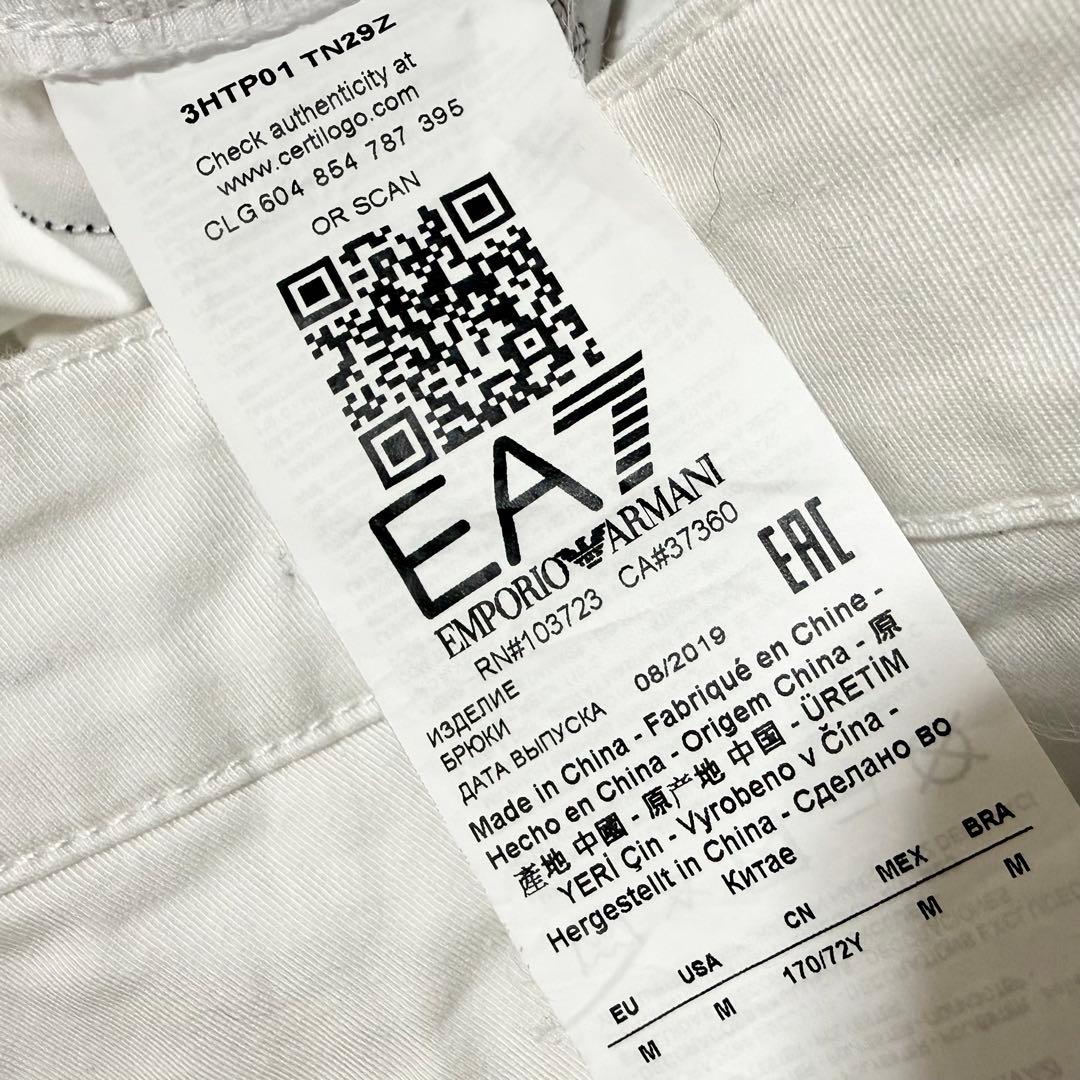 3HTP01 TN29Z
Check authenticity at
www.certilogo.com
CLG 604 854 787 395
OR SCAN
EA7
EMPORIO ARMANI
RN#103723 CA#37360
EAC
ИЗДЕЛИЕ
БРЮКИ
ДАТА ВЫПУСКА 08/2019
Made in China - Fabriqué en Chine -
Hecho en China - Origem China - 原
產地 中國 - 原产地 中国 - ÜRETİM
YERİ Çin - Vyrobeno v Čína -
Hergestellt in China - Сделано во
Китае
EU USA CN MEX BRA
M M 170/72Y M M